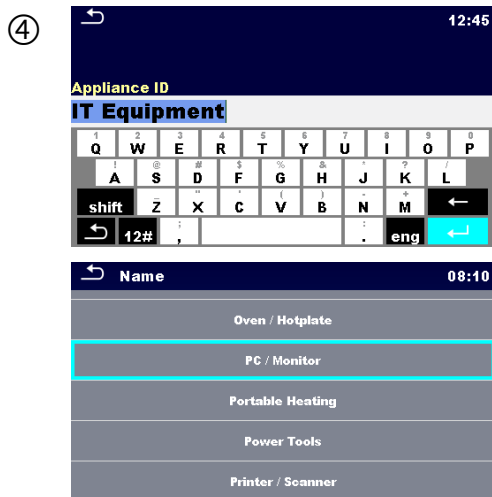 ④
12:45
Appliance ID
IT Equipment
1 2 3 4 5 6 7 8 9 0
Q W E R T Y U I O P
! @ # $ % & * ? /
A S D F G H J K L
- " ' ( ) - +
shift Z X C V B N M ←
;  :
12# , . eng
Name 08:10
Oven / Hotplate
PC / Monitor
Portable Heating
Power Tools
Printer / Scanner